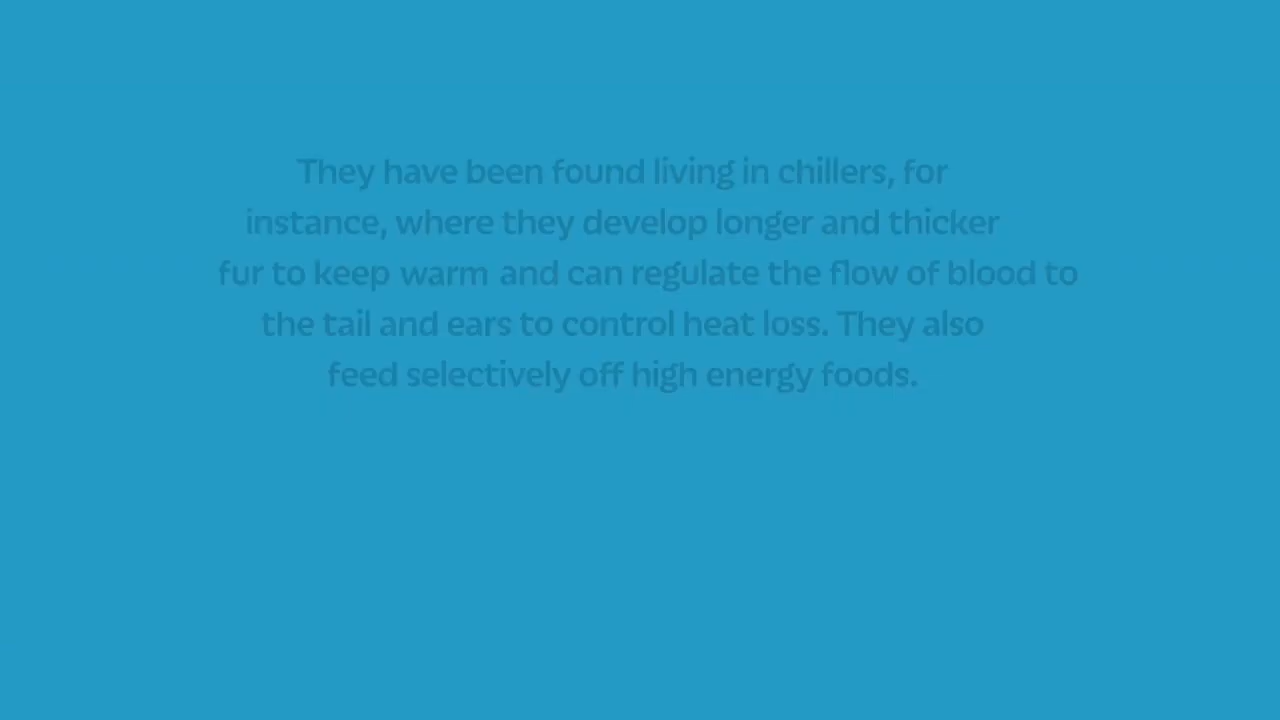 They have been found living in chillers, for
instance, where they develop longer and thicker
fur to keep warm and can regulate the flow of blood to
the tail and ears to control heat loss. They also
feed selectively off high energy foods.